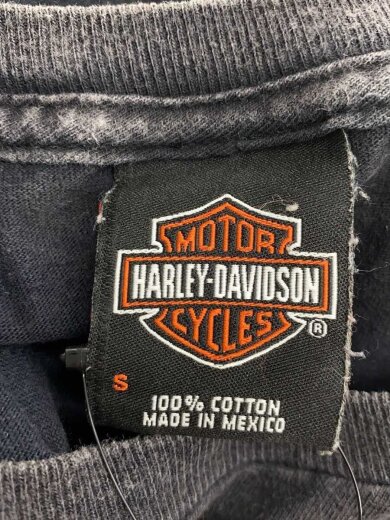 MOTOR
HARLEY-DAVIDSON
CYCLES
®
S
100% COTTON
MADE IN MEXICO